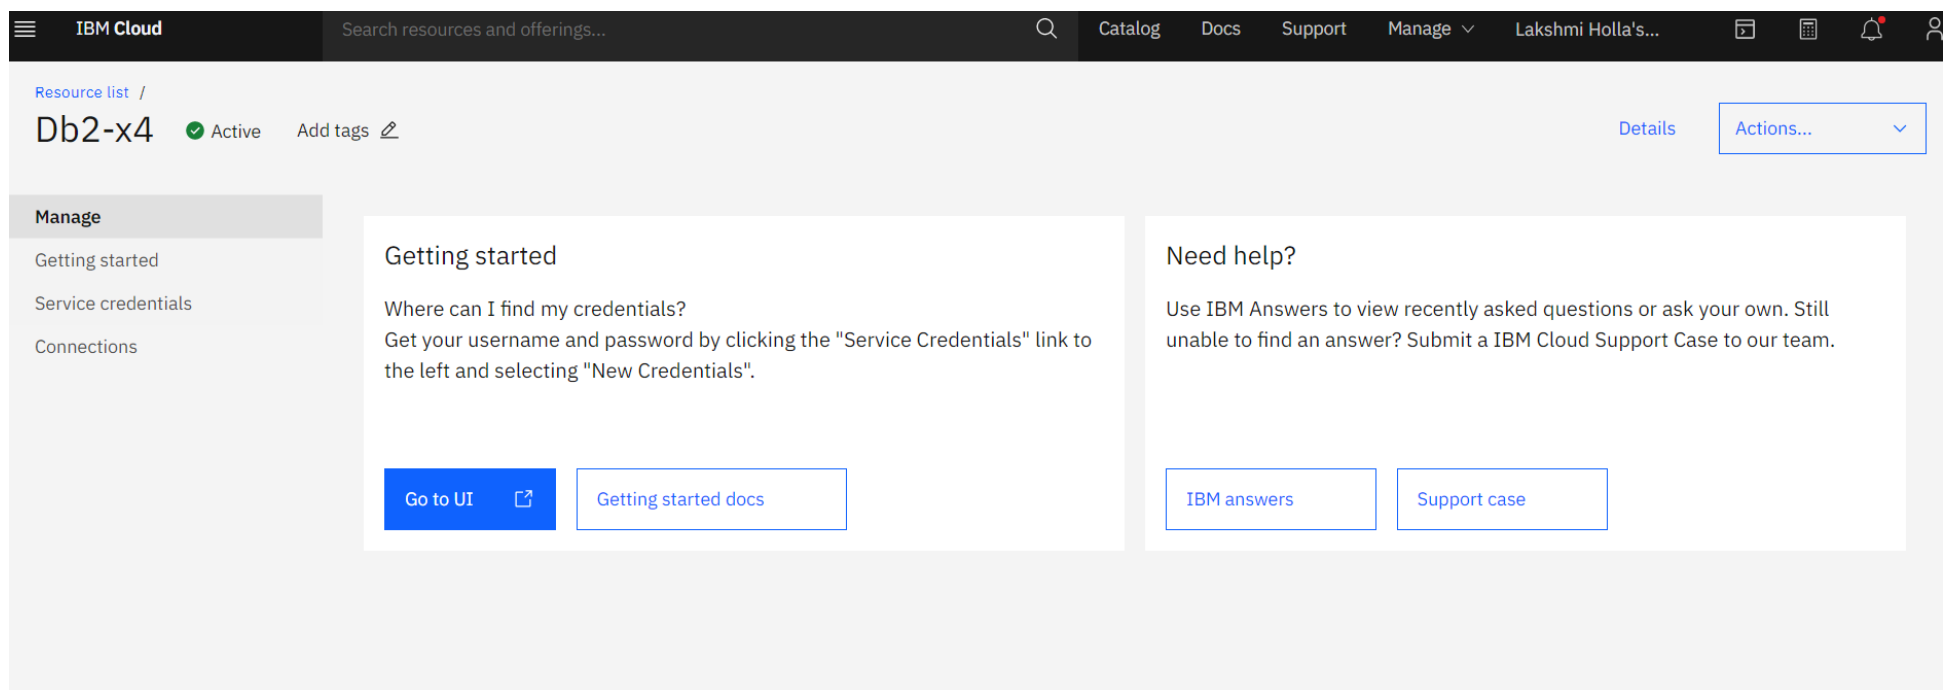 IBM Cloud
Search resources and offerings...
Catalog
Docs
Support
Manage
Lakshmi Holla's...
Resource list /
Db2-x4
Active
Add tags
Details
Actions...
Manage
Getting started
Service credentials
Connections
Getting started
Where can I find my credentials?
Get your username and password by clicking the "Service Credentials" link to
the left and selecting "New Credentials".
Go to UI
Getting started docs
Need help?
Use IBM Answers to view recently asked questions or ask your own. Still
unable to find an answer? Submit a IBM Cloud Support Case to our team.
IBM answers
Support case